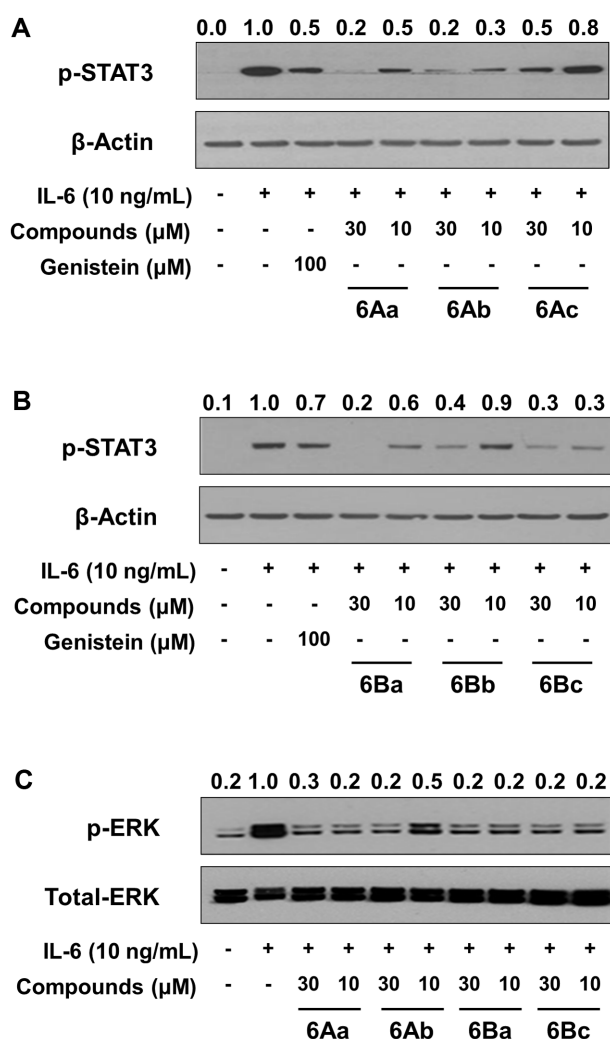 A
0.0 1.0 0.5 0.2 0.5 0.2 0.3 0.5 0.8
p-STAT3
β-Actin
IL-6 (10 ng/mL) - + + + + + + + +
Compounds (µM) - - - 30 10 30 10 30 10
Genistein (µM) - - 100 - - - - - -
6Aa 6Ab 6Ac
B
0.1 1.0 0.7 0.2 0.6 0.4 0.9 0.3 0.3
p-STAT3
β-Actin
IL-6 (10 ng/mL) - + + + + + + + +
Compounds (µM) - - - 30 10 30 10 30 10
Genistein (µM) - - 100 - - - - - -
6Ba 6Bb 6Bc
C
0.2 1.0 0.3 0.2 0.2 0.5 0.2 0.2 0.2 0.2
p-ERK
Total-ERK
IL-6 (10 ng/mL) - + + + + + + + + +
Compounds (µM) - - 30 10 30 10 30 10 30 10
6Aa 6Ab 6Ba 6Bc